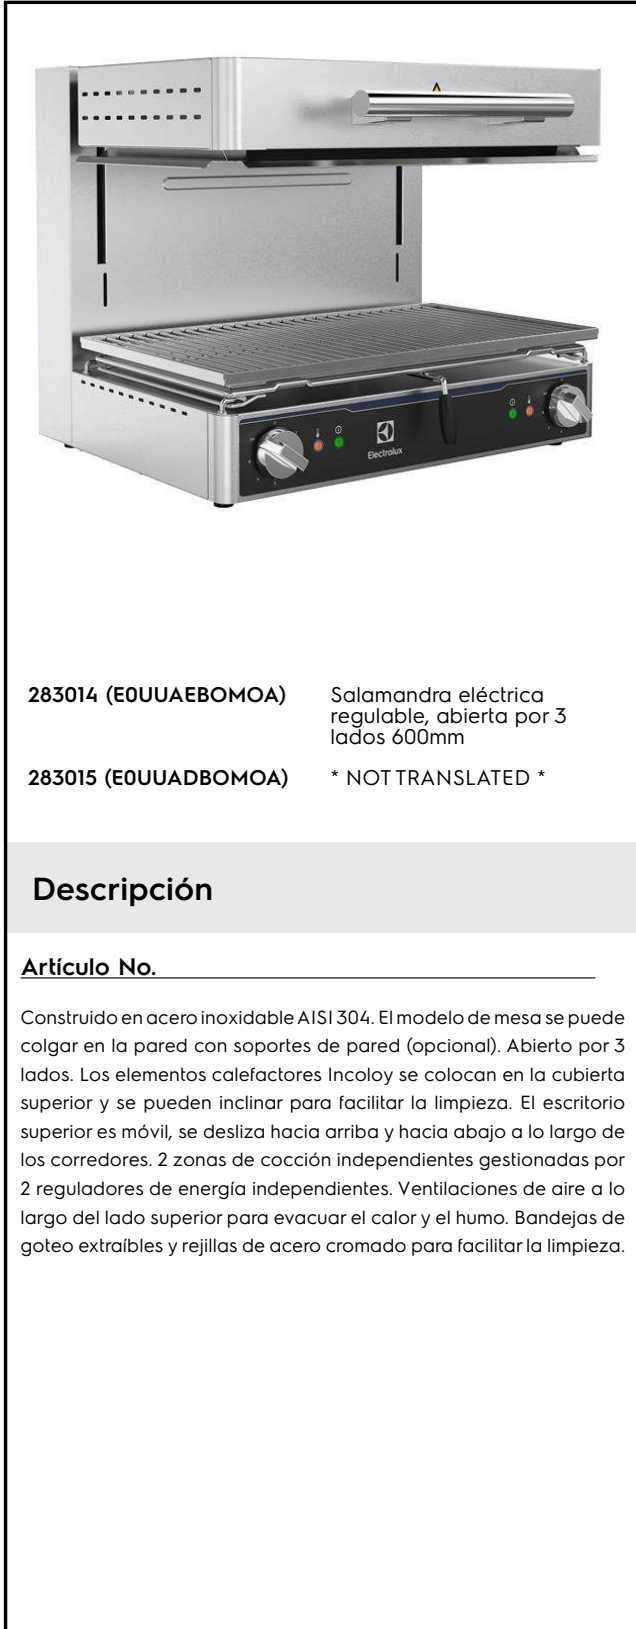 Electrolux
283014 (E0UUAEBOMOA)
Salamandra eléctrica
regulable, abierta por 3
lados 600mm
283015 (E0UUADBOMOA)
* NOT TRANSLATED *
Descripción
Artículo No.
Construido en acero inoxidable AISI 304. El modelo de mesa se puede
colgar en la pared con soportes de pared (opcional). Abierto por 3
lados. Los elementos calefactores Incoloy se colocan en la cubierta
superior y se pueden inclinar para facilitar la limpieza. El escritorio
superior es móvil, se desliza hacia arriba y hacia abajo a lo largo de
los corredores. 2 zonas de cocción independientes gestionadas por
2 reguladores de energía independientes. Ventilaciones de aire a lo
largo del lado superior para evacuar el calor y el humo. Bandejas de
goteo extraíbles y rejillas de acero cromado para facilitar la limpieza.